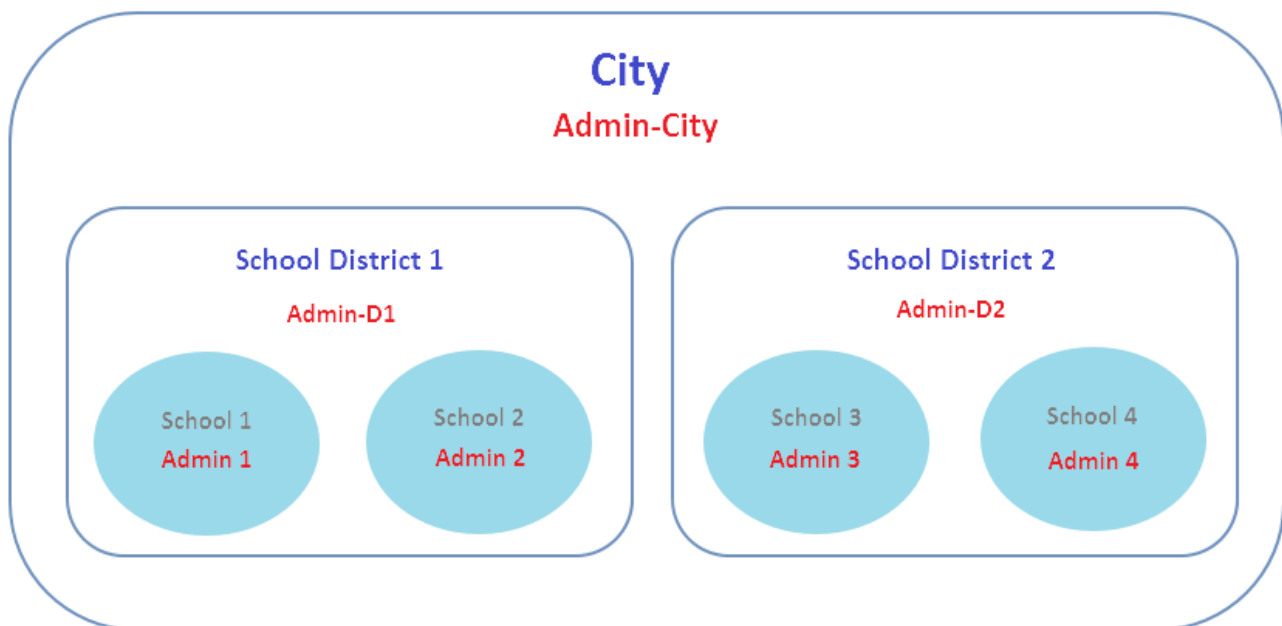 City
Admin-City
School District 1
Admin-D1
School 1
Admin 1
School 2
Admin 2
School District 2
Admin-D2
School 3
Admin 3
School 4
Admin 4